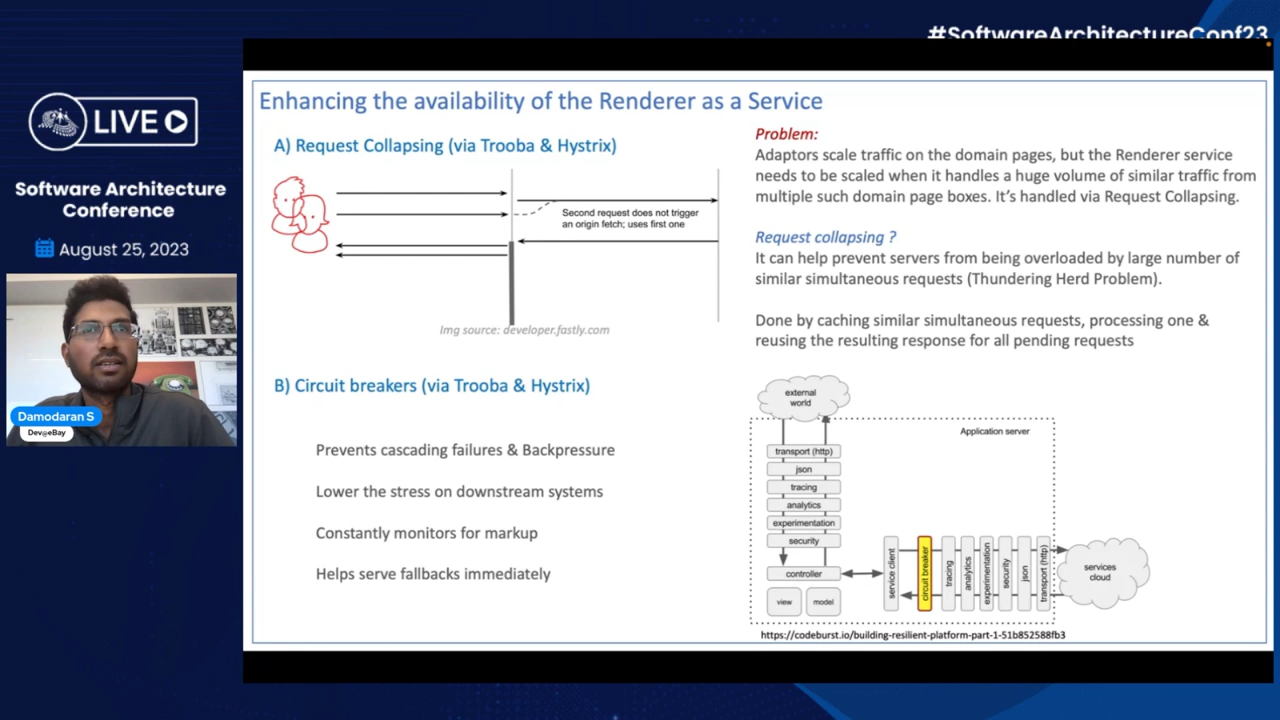 #SoftwareArchitectureConf23
LIVE
Software Architecture
Conference
August 25, 2023
Damodaran S
Dev@eBay
Enhancing the availability of the Renderer as a Service
A) Request Collapsing (via Trooba & Hystrix)
Second request does not trigger
an origin fetch; uses first one
Img source: developer.fastly.com
B) Circuit breakers (via Trooba & Hystrix)
Prevents cascading failures & Backpressure
Lower the stress on downstream systems
Constantly monitors for markup
Helps serve fallbacks immediately
Problem:
Adaptors scale traffic on the domain pages, but the Renderer service
needs to be scaled when it handles a huge volume of similar traffic from
multiple such domain page boxes. It's handled via Request Collapsing.
Request collapsing ?
It can help prevent servers from being overloaded by large number of
similar simultaneous requests (Thundering Herd Problem).
Done by caching similar simultaneous requests, processing one &
reusing the resulting response for all pending requests
external
world
Application server
transport (http)
json
tracing
analytics
experimentation
security
controller
view
model
service client
circuit breaker
tracing
analytics
experimentation
security
json
transport (http)
services
cloud
https://codeburst.io/building-resilient-platform-part-1-51b852588fb3